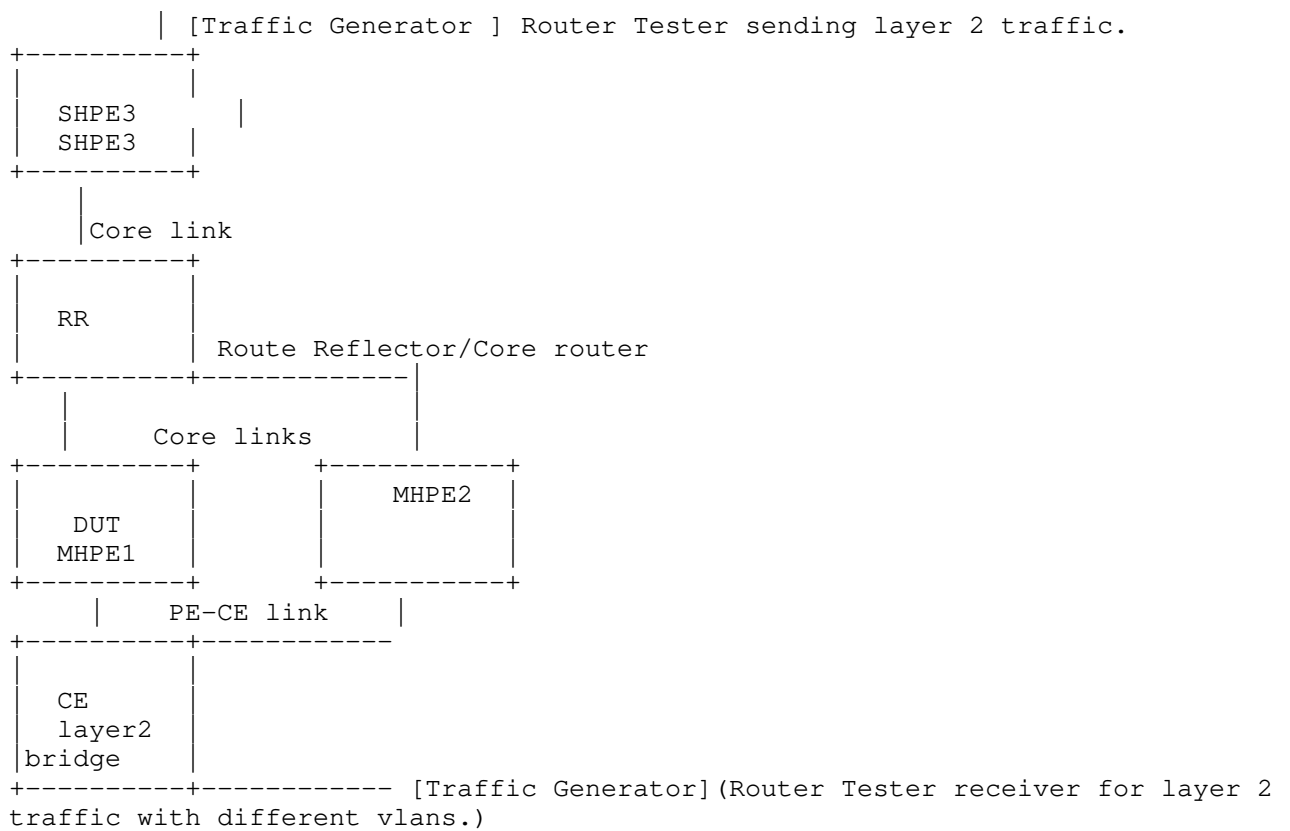 [Traffic Generator ] Router Tester sending layer 2 traffic.
SHPE3
SHPE3
Core link
RR
Route Reflector/Core router
Core links
MHPE2
DUT
MHPE1
PE-CE link
CE
layer2
bridge
[Traffic Generator](Router Tester receiver for layer 2
traffic with different vlans.)